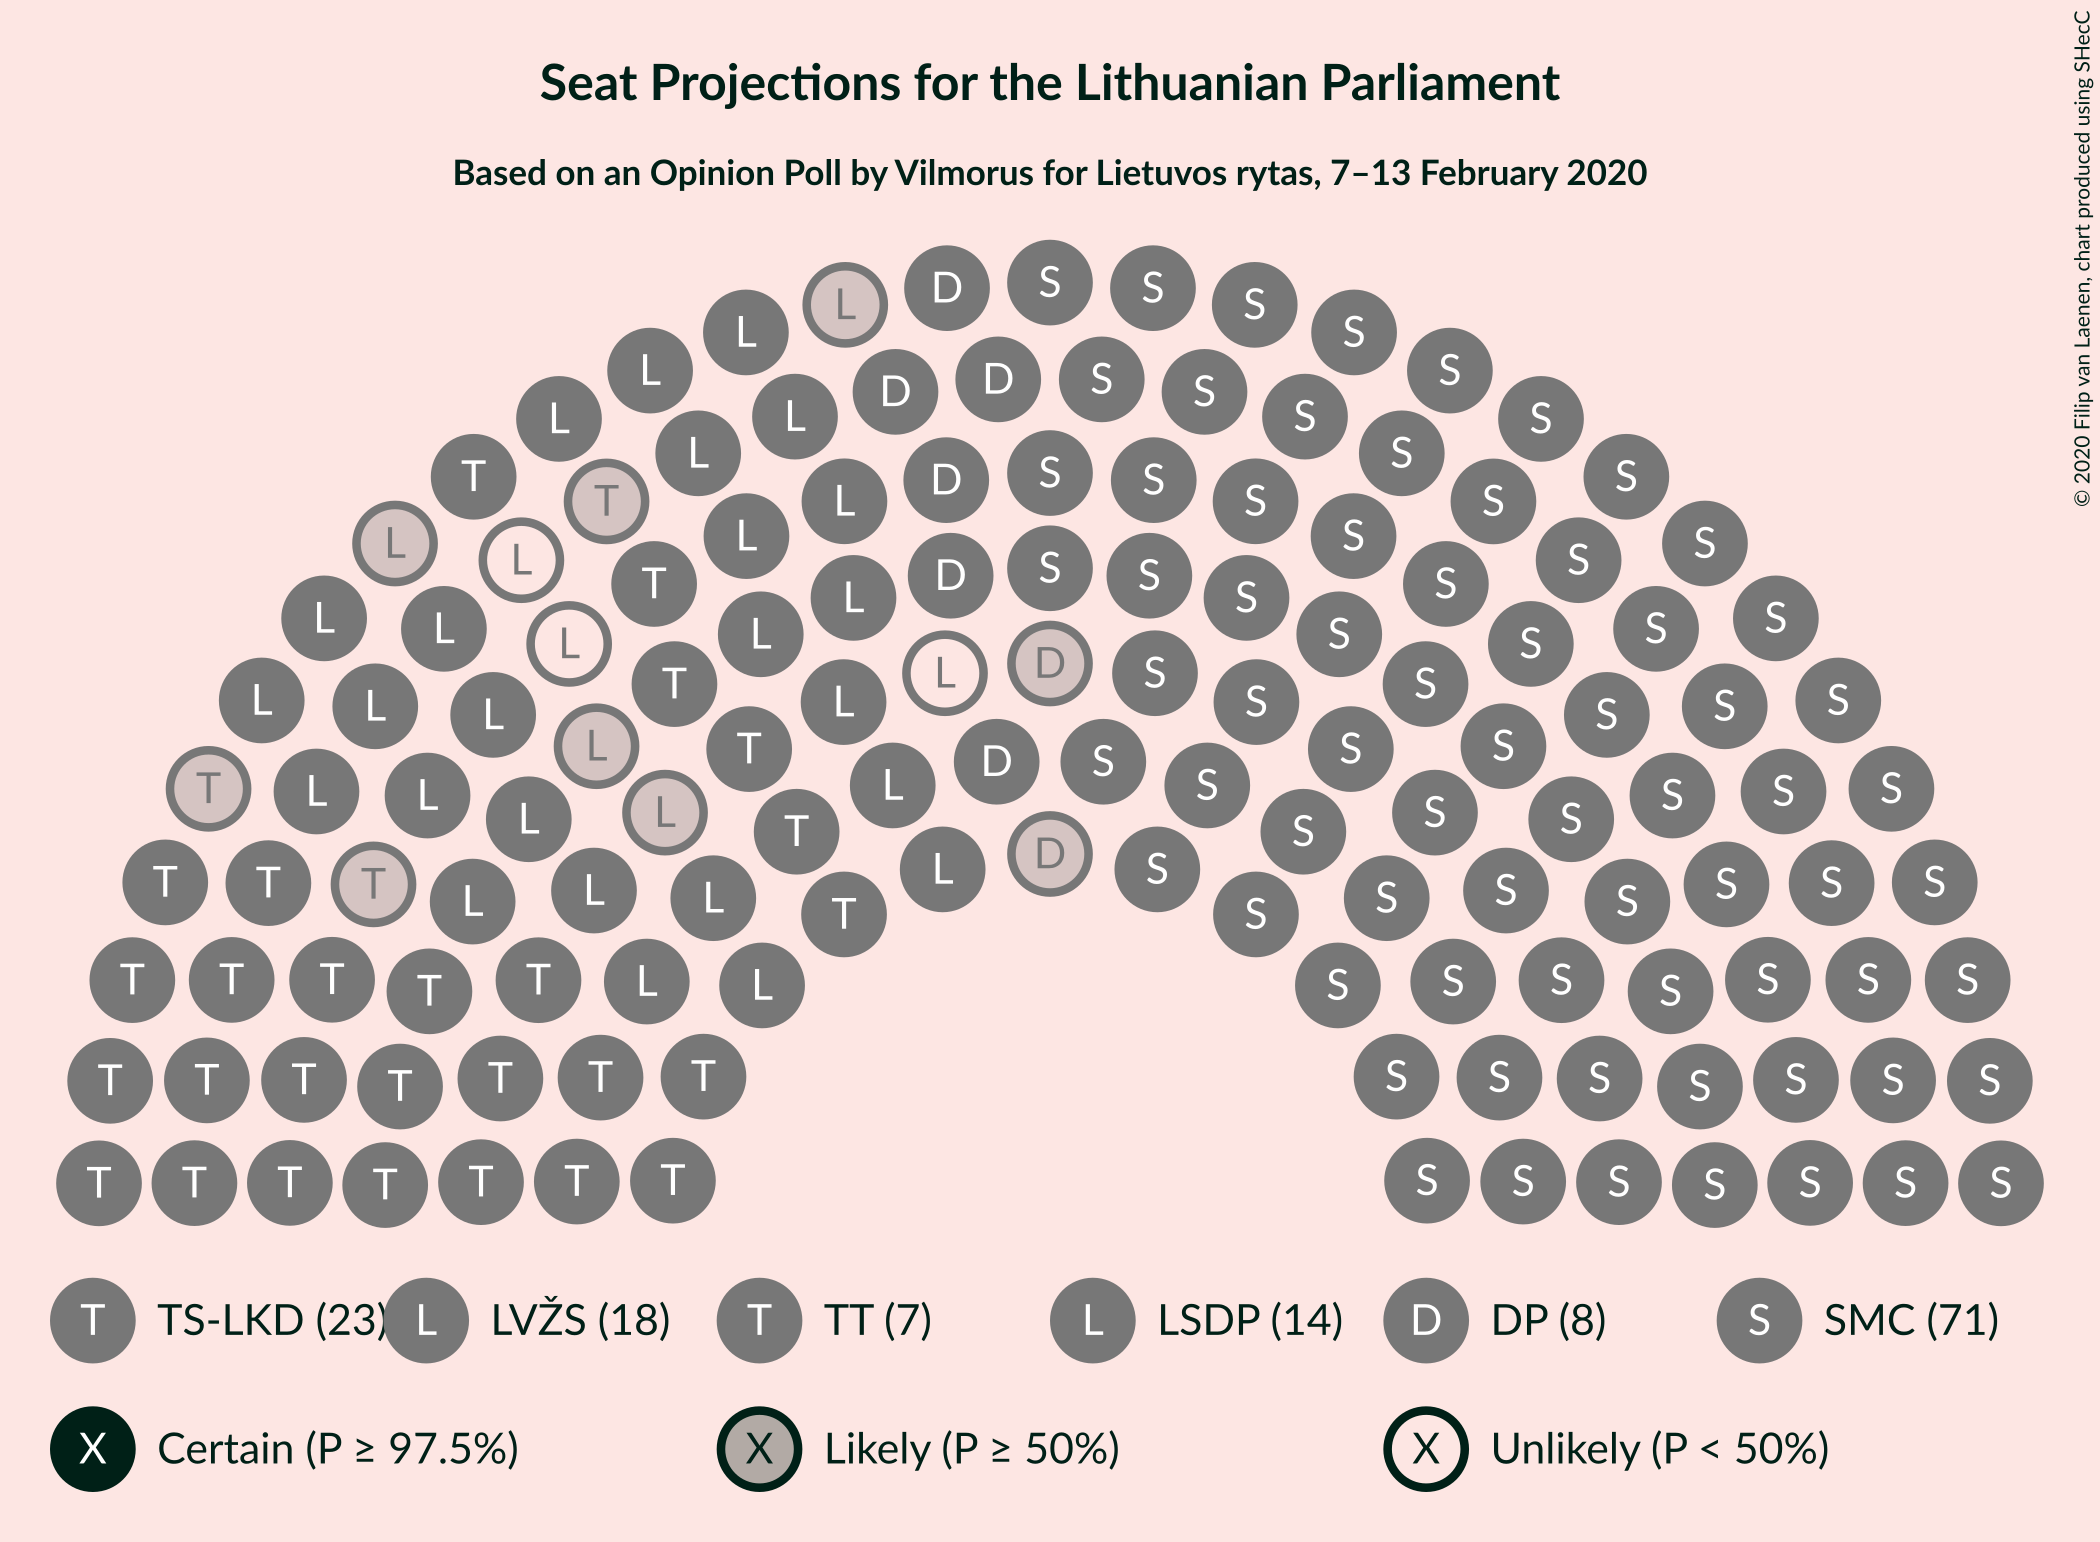 Seat Projections for the Lithuanian Parliament
Based on an Opinion Poll by Vilmorus for Lietuvos rytas, 7–13 February 2020
© 2020 Filip van Laenen, chart produced using SHecC
L D S S S
L S
L S
D D S S
L L S S
L S
T D S S S
T L S S
L L S S
L S
T D S S S
L S
L S
L L L S S S
L D S
T S
L L L L S S S S
L T S S
D S
T L L L S S S S
L L T S S S
D
L S
T T T L L L S S S S S S
T S
T T T T T L L S S S S S S S
T T T T T T T S S S S S S S
T T T T T T T S S S S S S S
T TS-LKD (23) L LVŽS (18) T TT (7) L LSDP (14) D DP (8) S SMC (71)
X Certain (P ≥ 97.5%) X Likely (P ≥ 50%) X Unlikely (P < 50%)